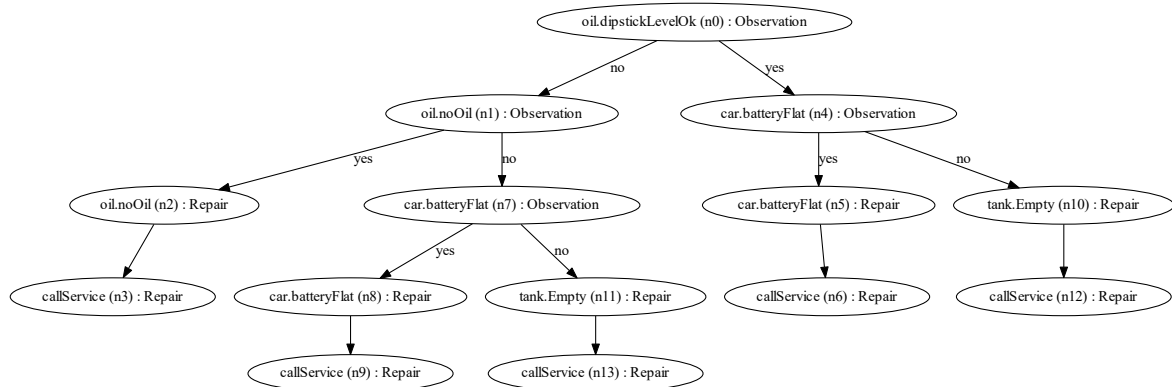 oil.dipstickLevelOk (n0) : Observation
no
yes
oil.noOil (n1) : Observation
car.batteryFlat (n4) : Observation
yes
no
yes
no
oil.noOil (n2) : Repair
car.batteryFlat (n7) : Observation
car.batteryFlat (n5) : Repair
tank.Empty (n10) : Repair
yes
no
callService (n3) : Repair
car.batteryFlat (n8) : Repair
tank.Empty (n11) : Repair
callService (n6) : Repair
callService (n12) : Repair
callService (n9) : Repair
callService (n13) : Repair